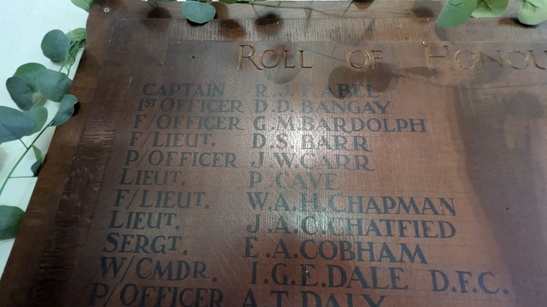 ROLL OF HONOU
CAPTAIN R.J.T. ABEL
1ST OFFICER D.D. BANGAY
F/OFFICER G.M. BARDOLPH
F/LIEUT. D.S. BARR
P/OFFICER J.W. CARR
LIEUT. P. CAVE
F/LIEUT. W.A.H. CHAPMAN
LIEUT. J.A.C. CHATFIED
SERGT. E.A. COBHAM
W/CMDR. I.G.E. DALE D.F.C.
P/OFFICER A.T. DALY